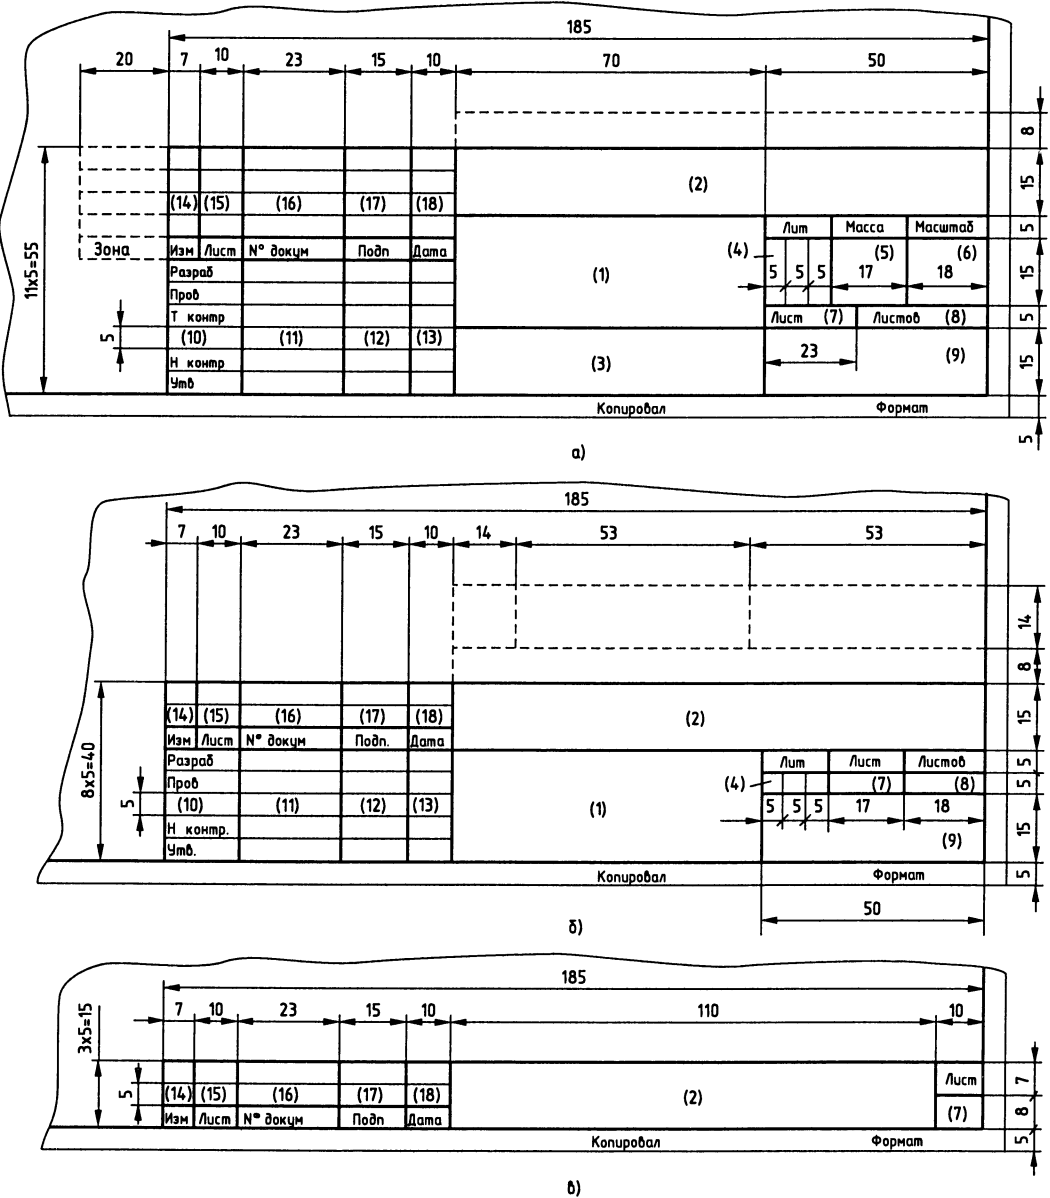 185
20 7 10 23 15 10 70 50
8
(2) 15
(14) (15) (16) (17) (18)
Лит Масса Масштаб 5
Зона Изм Лист N° докум Подп Дата (4) (5) (6)
11x5=55 Разраб (1) 5 5 5 17 18 15
Пров
Т контр Лист (7) Листов (8) 5
5 (10) (11) (12) (13)
Н контр (3) 23 (9) 15
Утв
Копировал Формат
5
а)
185
7 10 23 15 10 14 53 53
14
8
(14) (15) (16) (17) (18) (2) 15
Изм Лист N° докум Подп. Дата
Разраб Лит Лист Листов 5
8x5=40 Пров (4) (7) (8) 5
5 (10) (11) (12) (13) (1) 5 5 5 17 18
Н контр. 15
Утв. (9)
Копировал Формат 5
50
б)
185
3x5=15 7 10 23 15 10 110 10
Лист 7
5 (14) (15) (16) (17) (18) (2)
Изм Лист N° докум Подп Дата (7) 8
Копировал Формат 5
в)